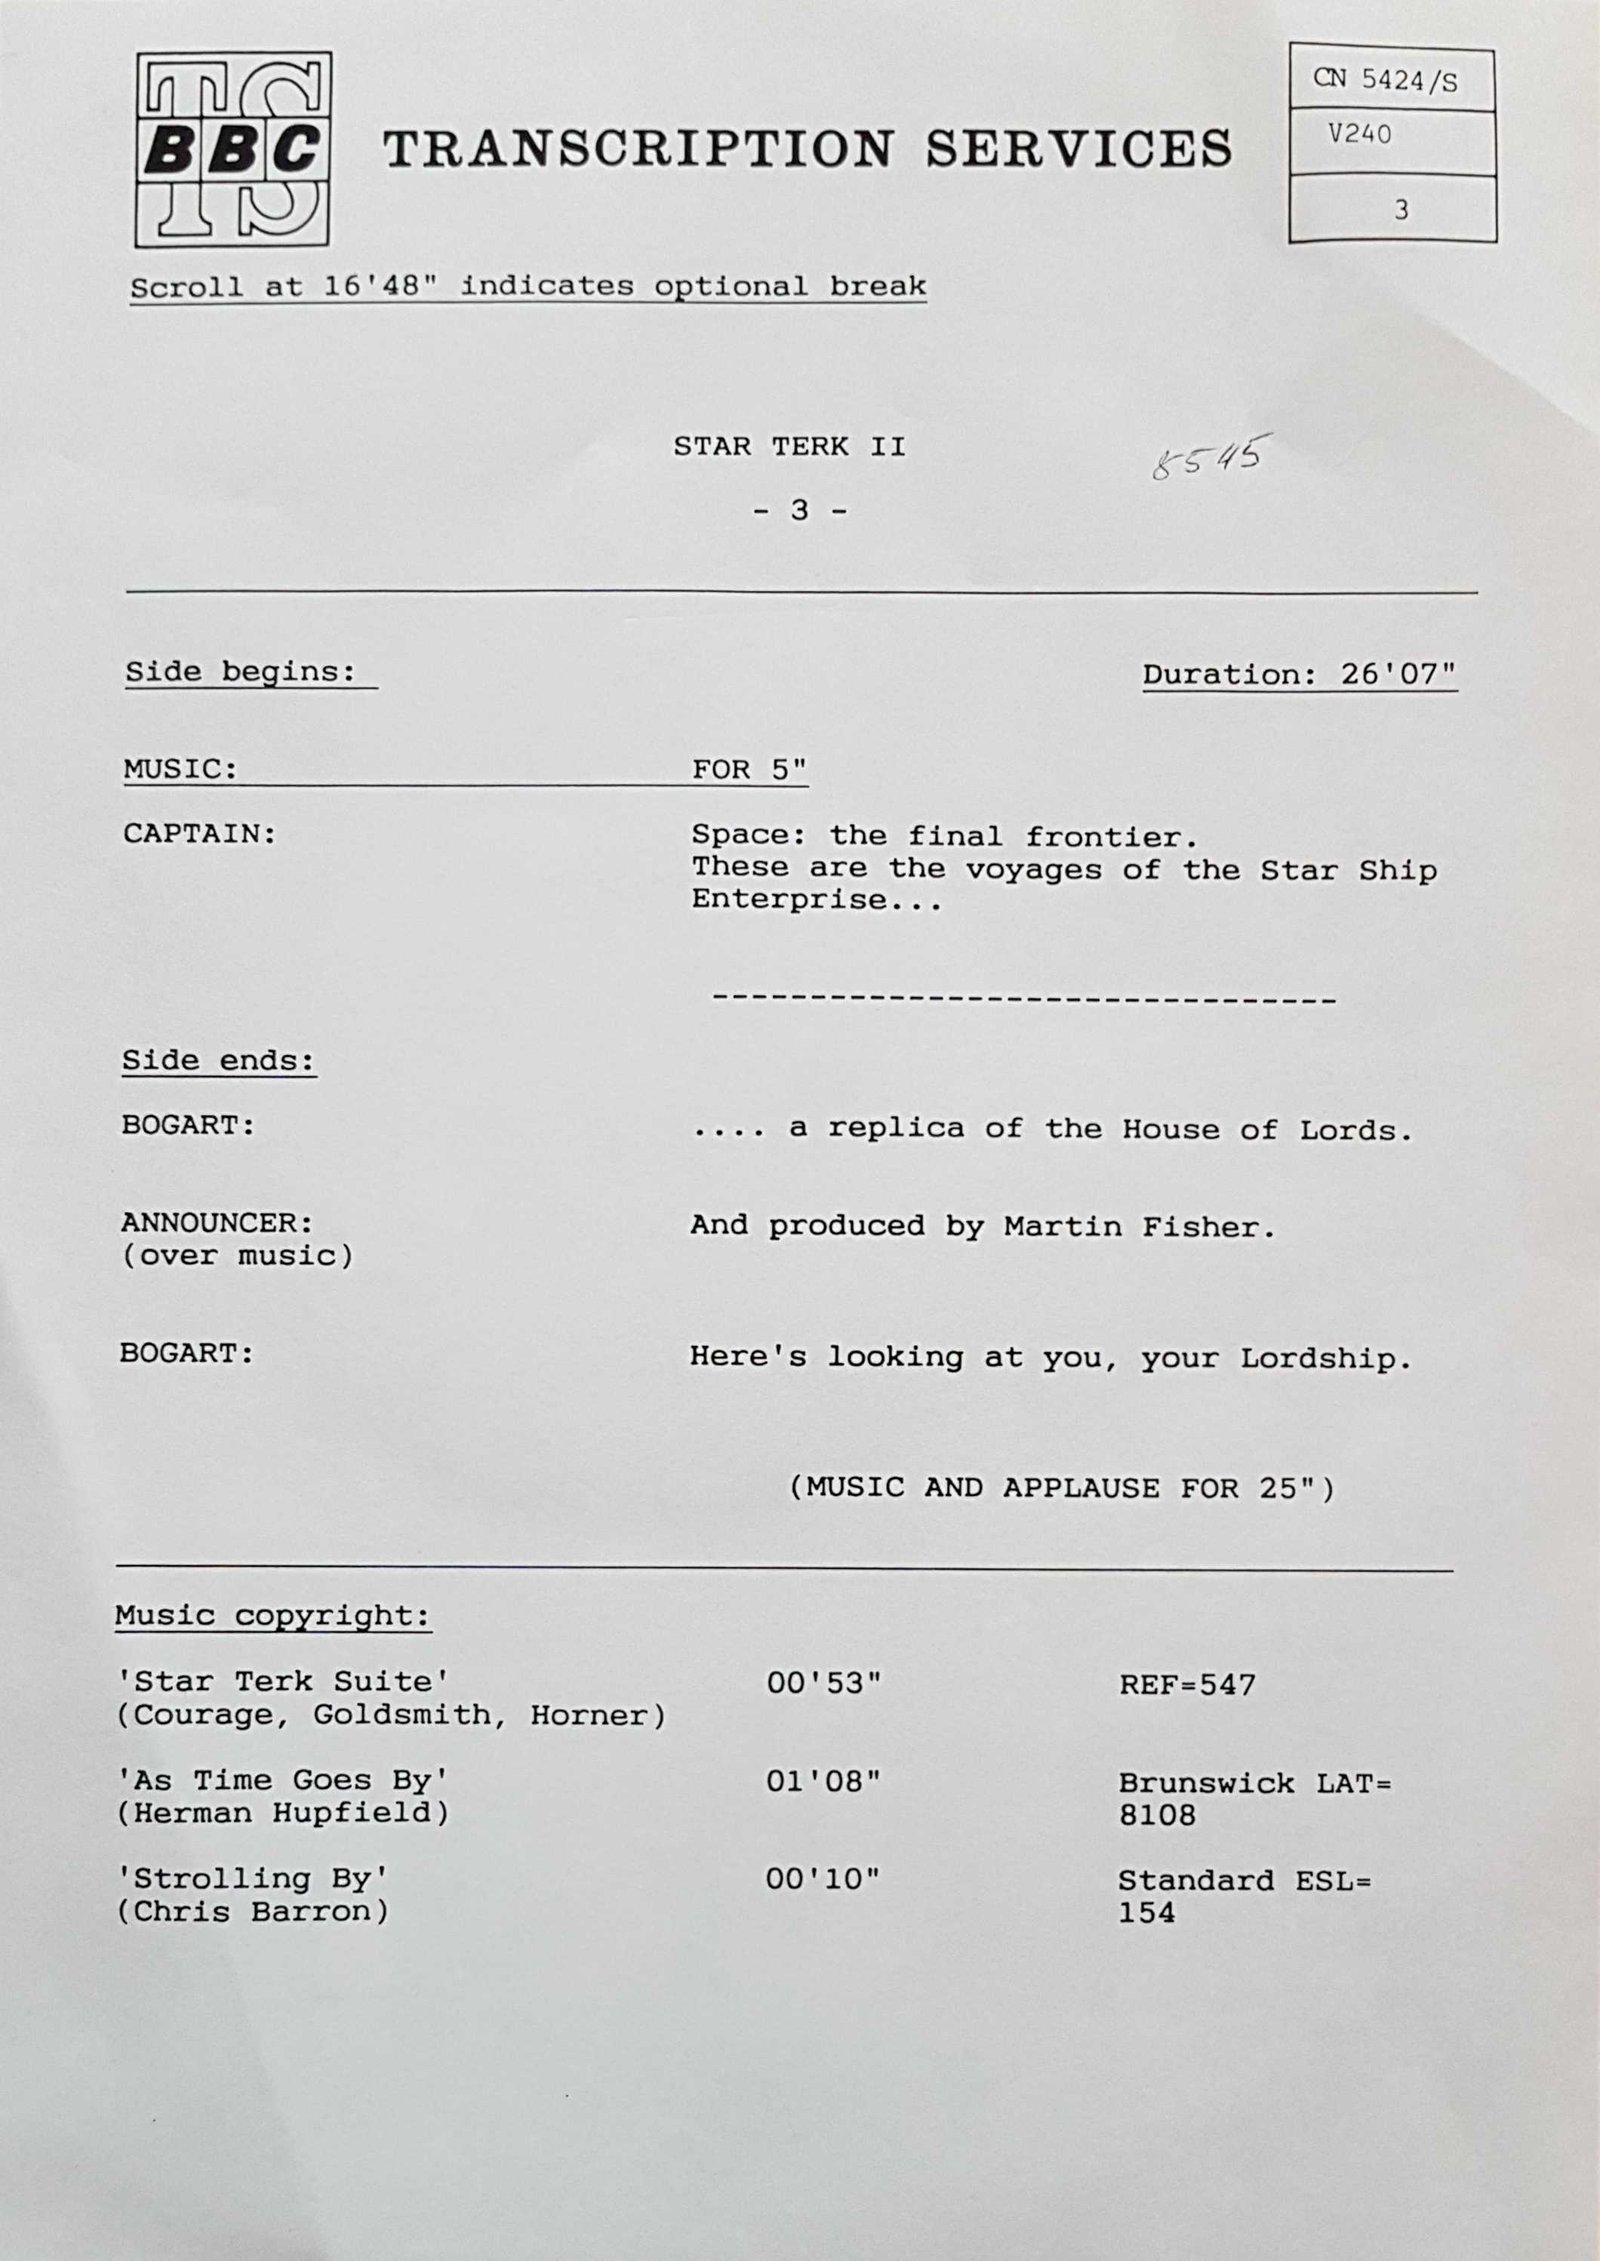 TS
BBC
TS
TRANSCRIPTION SERVICES
CN 5424/S
V240
3
Scroll at 16'48" indicates optional break
STAR TERK II
8545
- 3 -
Side begins:
Duration: 26'07"
MUSIC: FOR 5"
CAPTAIN: Space: the final frontier.
These are the voyages of the Star Ship
Enterprise...
--------------------------------
Side ends:
BOGART: .... a replica of the House of Lords.
ANNOUNCER: And produced by Martin Fisher.
(over music)
BOGART: Here's looking at you, your Lordship.
(MUSIC AND APPLAUSE FOR 25")
Music copyright:
'Star Terk Suite' 00'53" REF=547
(Courage, Goldsmith, Horner)
'As Time Goes By' 01'08" Brunswick LAT=
(Herman Hupfield) 8108
'Strolling By' 00'10" Standard ESL=
(Chris Barron) 154